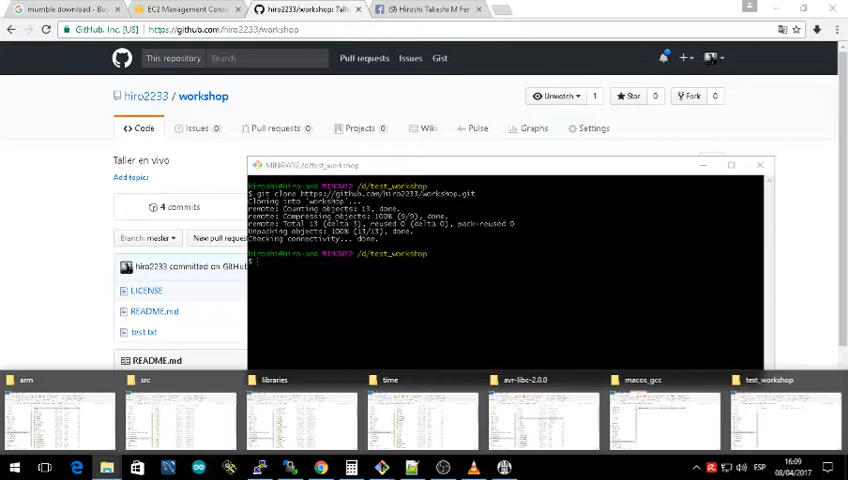 mumble download - Bu
EC2 Management Conso
hiro2233/workshop: Talle
(9) Hiroshi Takeshi M Fer
GitHub, Inc. [US]
https://github.com/hiro2233/workshop
This repository
Search
Pull requests
Issues
Gist
hiro2233 / workshop
Unwatch
1
Star
0
Fork
0
Code
Issues 0
Pull requests 0
Projects 0
Wiki
Pulse
Graphs
Settings
Taller en vivo
Add topics
4 commits
Branch: master
New pull reques
hiro2233 committed on GitHub
LICENSE
README.md
test.txt
README.md
MINGW32:/d/test_workshop
MINGW32 /d/test_workshop
$ git clone https://github.com/hiro2233/workshop.git
Cloning into 'workshop'...
remote: Counting objects: 13, done.
remote: Compressing objects: 100% (9/9), done.
remote: Total 13 (delta 3), reused 0 (delta 0), pack-reused 0
Unpacking objects: 100% (13/13), done.
Checking connectivity... done.
MINGW32 /d/test_workshop
$
arm
src
libraries
time
avr-libc-2.0.0
macos_gcc
test_workshop
ESP
16:09
08/04/2017